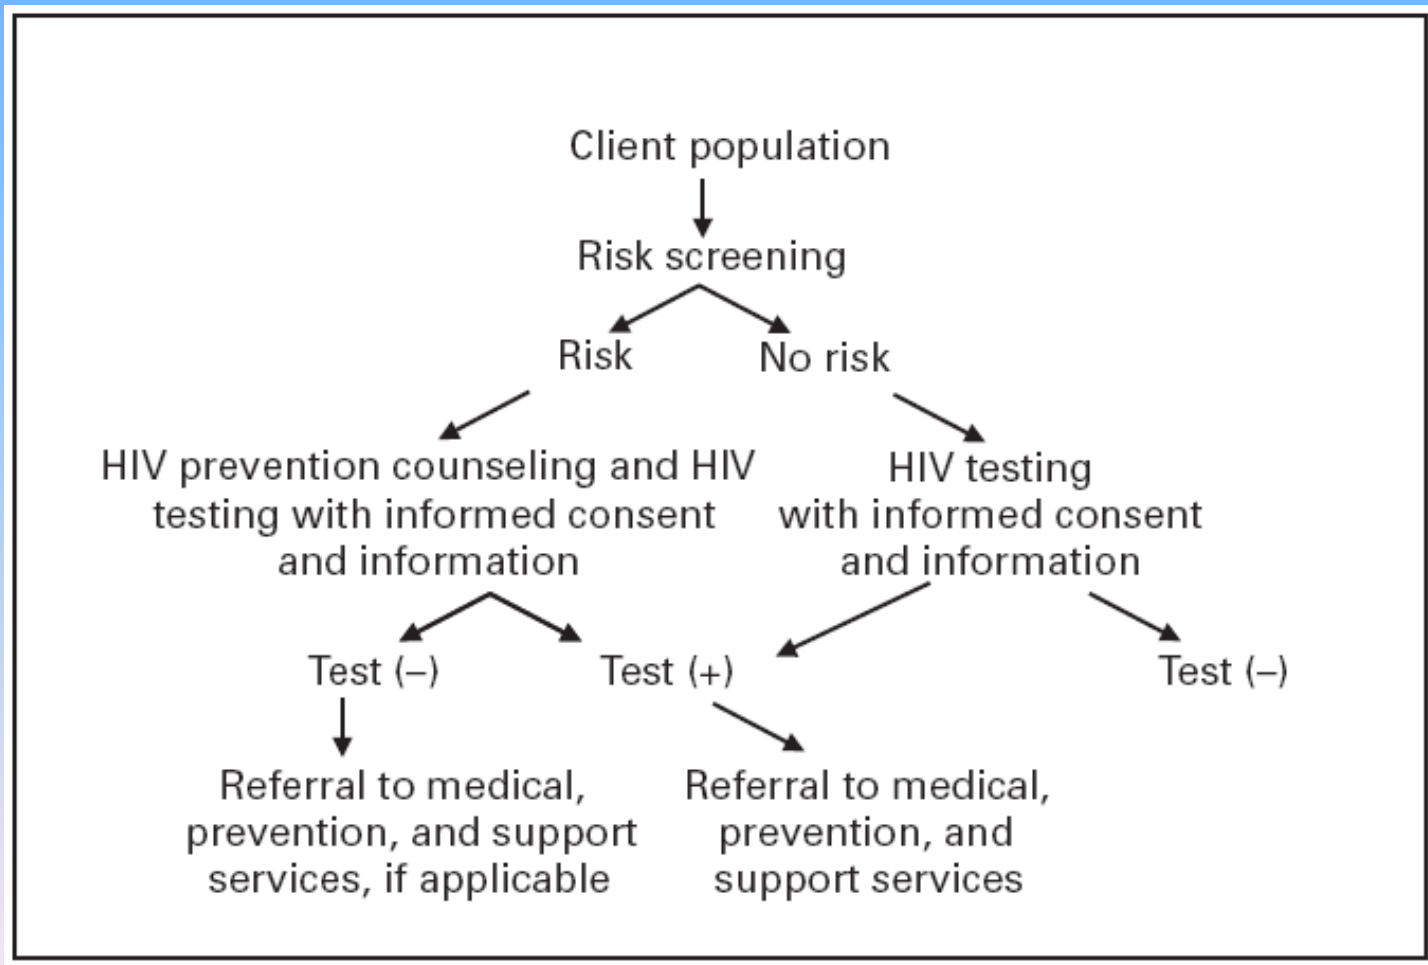 Client population
Risk screening
Risk
No risk
HIV prevention counseling and HIV
testing with informed consent
and information
HIV testing
with informed consent
and information
Test (–)
Test (+)
Test (–)
Referral to medical,
prevention, and support
services, if applicable
Referral to medical,
prevention, and
support services